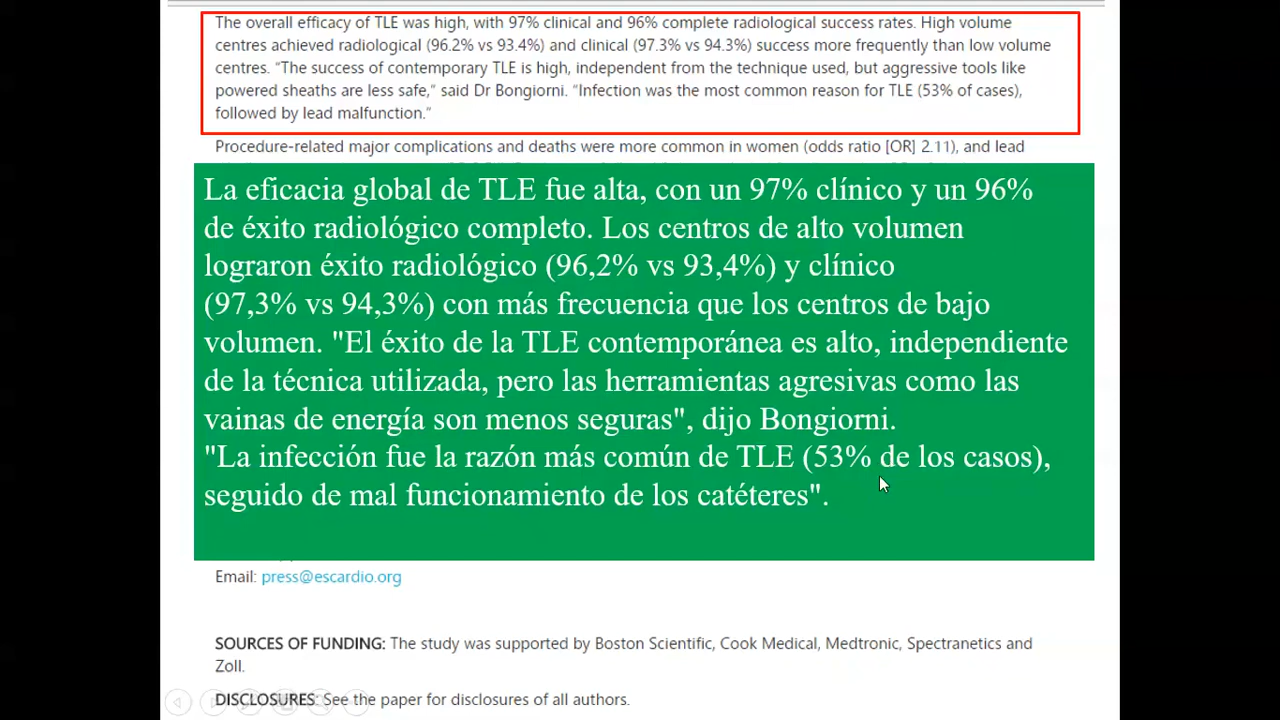 The overall efficacy of TLE was high, with 97% clinical and 96% complete radiological success rates. High volume
centres achieved radiological (96.2% vs 93.4%) and clinical (97.3% vs 94.3%) success more frequently than low volume
centres. “The success of contemporary TLE is high, independent from the technique used, but aggressive tools like
powered sheaths are less safe,” said Dr Bongiorni. “Infection was the most common reason for TLE (53% of cases),
followed by lead malfunction.”
Procedure-related major complications and deaths were more common in women (odds ratio [OR] 2.11), and lead
La eficacia global de TLE fue alta, con un 97% clínico y un 96%
de éxito radiológico completo. Los centros de alto volumen
lograron éxito radiológico (96,2% vs 93,4%) y clínico
(97,3% vs 94,3%) con más frecuencia que los centros de bajo
volumen. "El éxito de la TLE contemporánea es alto, independiente
de la técnica utilizada, pero las herramientas agresivas como las
vainas de energía son menos seguras", dijo Bongiorni.
"La infección fue la razón más común de TLE (53% de los casos),
seguido de mal funcionamiento de los catéteres".
Email: press@escardio.org
SOURCES OF FUNDING: The study was supported by Boston Scientific, Cook Medical, Medtronic, Spectranetics and
Zoll.
DISCLOSURES: See the paper for disclosures of all authors.